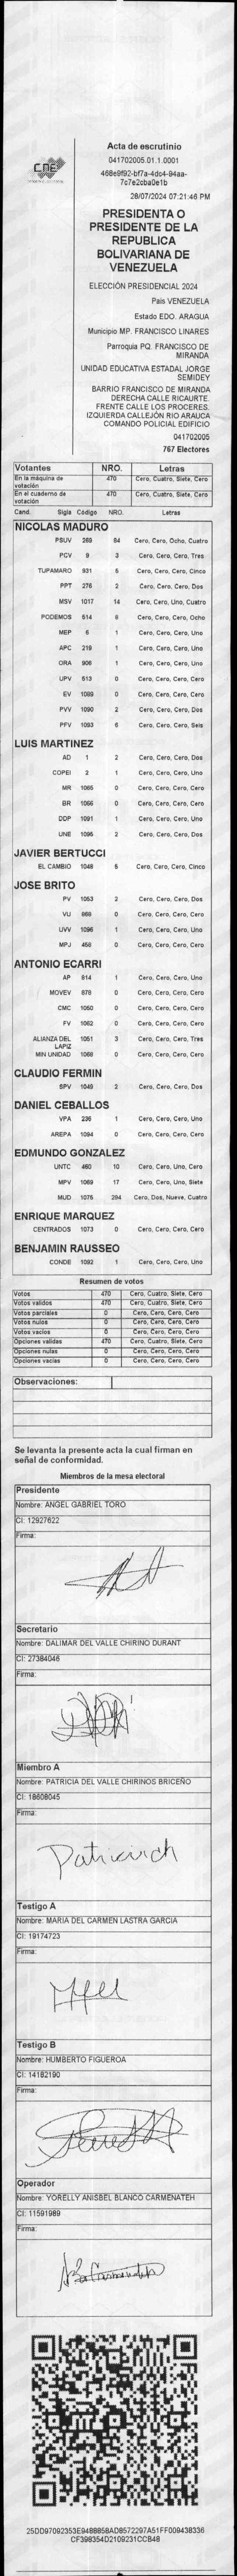 CNE
Acta de escrutinio
041702005.01.1.0001
468e9f92-bf7a-4dc4-94aa-
7c7e2cba0e1b
28/07/2024 07:21:46 PM
PRESIDENTA O
PRESIDENTE DE LA
REPUBLICA
BOLIVARIANA DE
VENEZUELA
ELECCIÓN PRESIDENCIAL 2024
País VENEZUELA
Estado EDO. ARAGUA
Municipio MP. FRANCISCO LINARES
Parroquia PQ. FRANCISCO DE
MIRANDA
UNIDAD EDUCATIVA ESTADAL JORGE
SEMIDEY
BARRIO FRANCISCO DE MIRANDA
DERECHA CALLE RICAURTE.
FRENTE CALLE LOS PROCERES.
IZQUIERDA CALLEJÓN RIO ARAUCA
COMANDO POLICIAL EDIFICIO
041702005
767 Electores
Votantes NRO. Letras
En la máquina de votación 470 Cero, Cuatro, Siete, Cero
En el cuaderno de votación 470 Cero, Cuatro, Siete, Cero
Cand. Sigla Código NRO. Letras
NICOLAS MADURO
PSUV 269 84 Cero, Cero, Ocho, Cuatro
PCV 9 3 Cero, Cero, Cero, Tres
TUPAMARO 931 5 Cero, Cero, Cero, Cinco
PPT 276 2 Cero, Cero, Cero, Dos
MSV 1017 14 Cero, Cero, Uno, Cuatro
PODEMOS 514 8 Cero, Cero, Cero, Ocho
MEP 6 1 Cero, Cero, Cero, Uno
APC 219 1 Cero, Cero, Cero, Uno
ORA 906 1 Cero, Cero, Cero, Uno
UPV 613 0 Cero, Cero, Cero, Cero
EV 1089 0 Cero, Cero, Cero, Cero
PVV 1090 2 Cero, Cero, Cero, Dos
PFV 1093 6 Cero, Cero, Cero, Seis
LUIS MARTINEZ
AD 1 2 Cero, Cero, Cero, Dos
COPEI 2 1 Cero, Cero, Cero, Uno
MR 1065 0 Cero, Cero, Cero, Cero
BR 1056 0 Cero, Cero, Cero, Cero
DDP 1091 1 Cero, Cero, Cero, Uno
UNE 1095 2 Cero, Cero, Cero, Dos
JAVIER BERTUCCI
EL CAMBIO 1048 5 Cero, Cero, Cero, Cinco
JOSE BRITO
PV 1053 2 Cero, Cero, Cero, Dos
VU 868 0 Cero, Cero, Cero, Cero
UVV 1096 1 Cero, Cero, Cero, Uno
MPJ 458 0 Cero, Cero, Cero, Cero
ANTONIO ECARRI
AP 814 1 Cero, Cero, Cero, Uno
MOVEV 878 0 Cero, Cero, Cero, Cero
CMC 1050 0 Cero, Cero, Cero, Cero
FV 1062 0 Cero, Cero, Cero, Cero
ALIANZA DEL 1051 3 Cero, Cero, Cero, Tres
LAPIZ
MIN UNIDAD 1068 0 Cero, Cero, Cero, Cero
CLAUDIO FERMIN
SPV 1049 2 Cero, Cero, Cero, Dos
DANIEL CEBALLOS
VPA 236 1 Cero, Cero, Cero, Uno
AREPA 1094 0 Cero, Cero, Cero, Cero
EDMUNDO GONZALEZ
UNTC 460 10 Cero, Cero, Uno, Cero
MPV 1069 17 Cero, Cero, Uno, Siete
MUD 1075 294 Cero, Dos, Nueve, Cuatro
ENRIQUE MARQUEZ
CENTRADOS 1073 0 Cero, Cero, Cero, Cero
BENJAMIN RAUSSEO
CONDE 1092 1 Cero, Cero, Cero, Uno
Resumen de votos
Votos 470 Cero, Cuatro, Siete, Cero
Votos validos 470 Cero, Cuatro, Siete, Cero
Votos parciales 0 Cero, Cero, Cero, Cero
Votos nulos 0 Cero, Cero, Cero, Cero
Votos vacios 0 Cero, Cero, Cero, Cero
Opciones validas 470 Cero, Cuatro, Siete, Cero
Opciones nulas 0 Cero, Cero, Cero, Cero
Opciones vacias 0 Cero, Cero, Cero, Cero
Observaciones:
Se levanta la presente acta la cual firman en
señal de conformidad.
Miembros de la mesa electoral
Presidente
Nombre: ANGEL GABRIEL TORO
CI: 12927622
Firma:
Secretario
Nombre: DALIMAR DEL VALLE CHIRINO DURANT
CI: 27384046
Firma:
Miembro A
Nombre: PATRICIA DEL VALLE CHIRINOS BRICEÑO
CI: 18608045
Firma:
Testigo A
Nombre: MARIA DEL CARMEN LASTRA GARCIA
CI: 19174723
Firma:
Testigo B
Nombre: HUMBERTO FIGUEROA
CI: 14182190
Firma:
Operador
Nombre: YORELLY ANISBEL BLANCO CARMENATEH
CI: 11591989
Firma:
25DD97092353E948885BAD8572297A51FF009438336
CF398354D2109231CCB48